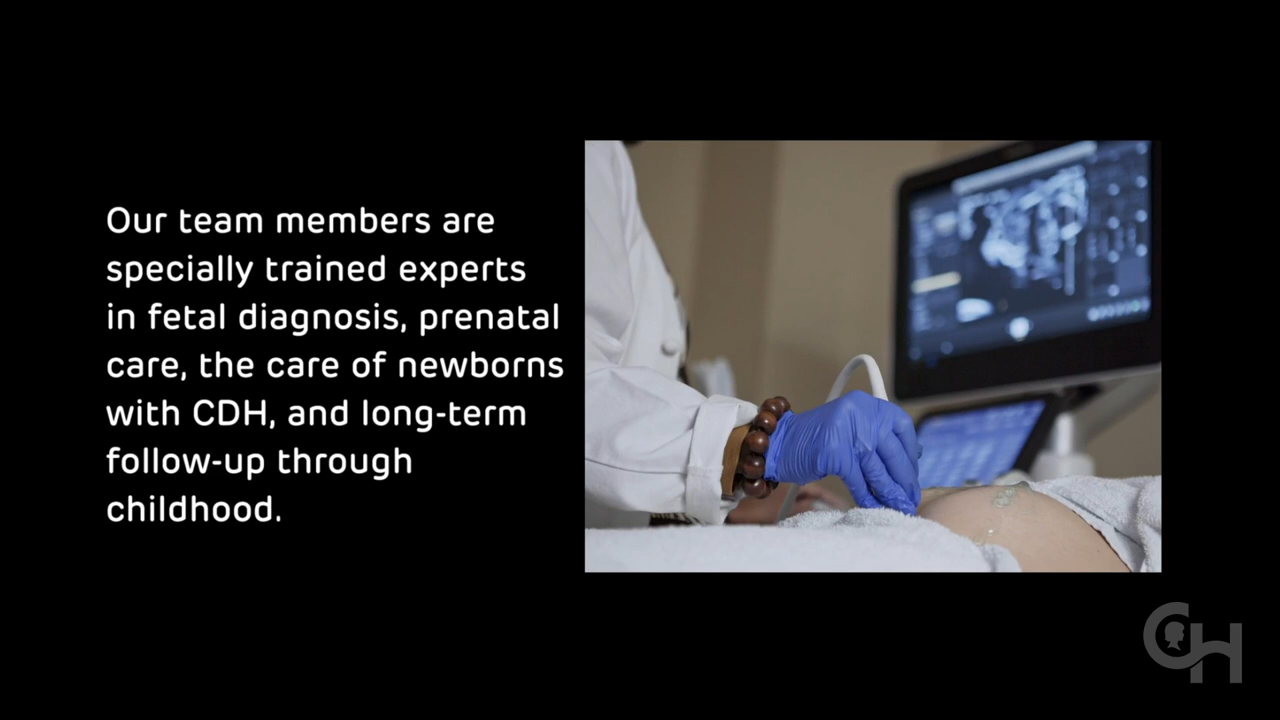 Our team members are
specially trained experts
in fetal diagnosis, prenatal
care, the care of newborns
with CDH, and long-term
follow-up through
childhood.
CH